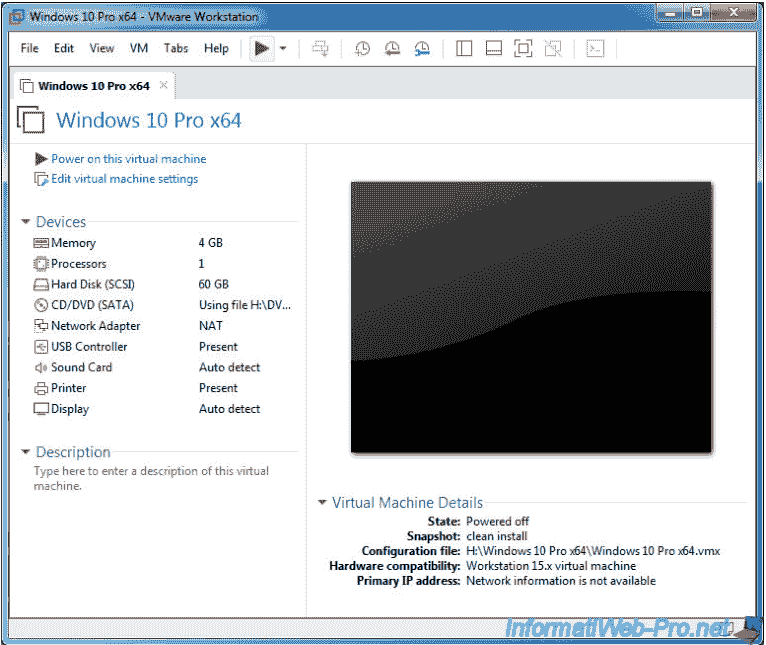 Windows 10 Pro x64 - VMware Workstation
File Edit View VM Tabs Help
Windows 10 Pro x64
Windows 10 Pro x64
Power on this virtual machine
Edit virtual machine settings
Devices
Memory 4 GB
Processors 1
Hard Disk (SCSI) 60 GB
CD/DVD (SATA) Using file H:\DV...
Network Adapter NAT
USB Controller Present
Sound Card Auto detect
Printer Present
Display Auto detect
Description
Type here to enter a description of this virtual
machine.
Virtual Machine Details
State: Powered off
Snapshot: clean install
Configuration file: H:\Windows 10 Pro x64\Windows 10 Pro x64.vmx
Hardware compatibility: Workstation 15.x virtual machine
Primary IP address: Network information is not available
InformatiWeb-Pro.net